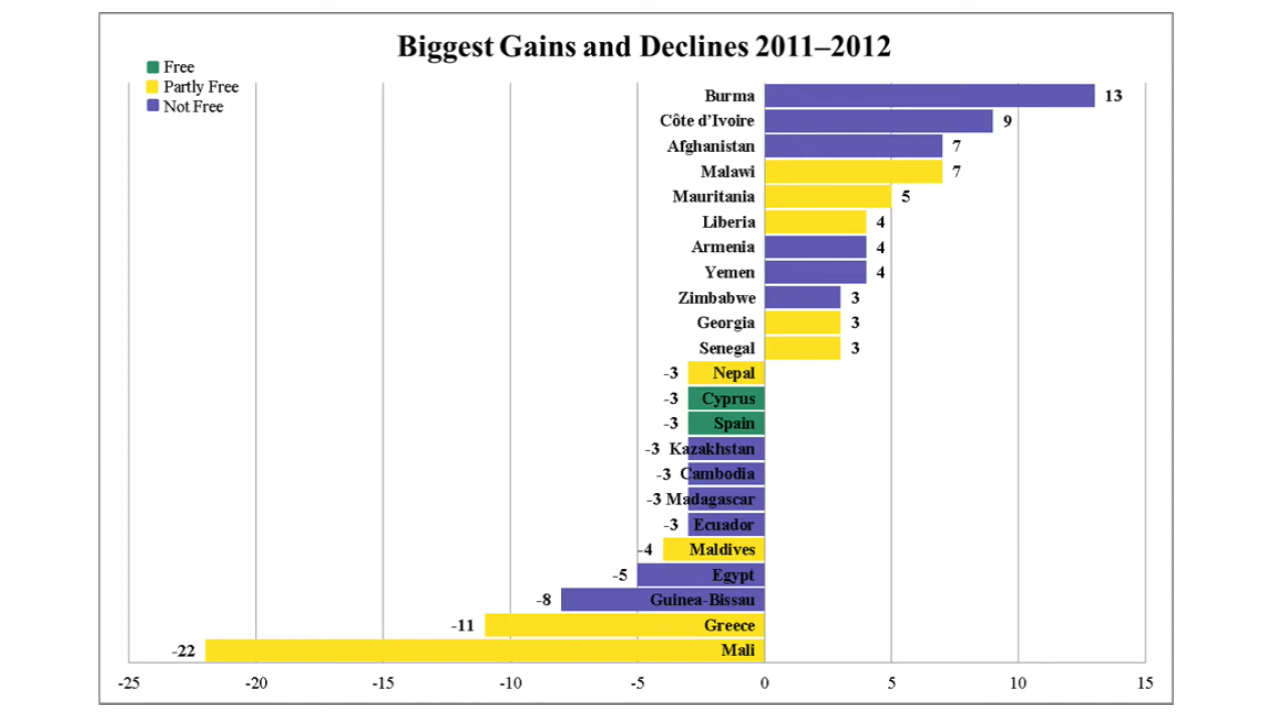 Biggest Gains and Declines 2011–2012
Free
Partly Free
Not Free
Burma 13
Côte d’Ivoire 9
Afghanistan 7
Malawi 7
Mauritania 5
Liberia 4
Armenia 4
Yemen 4
Zimbabwe 3
Georgia 3
Senegal 3
-3 Nepal
-3 Cyprus
-3 Spain
-3 Kazakhstan
-3 Cambodia
-3 Madagascar
-3 Ecuador
-4 Maldives
-5 Egypt
-8 Guinea-Bissau
-11 Greece
-22 Mali
-25 -20 -15 -10 -5 0 5 10 15